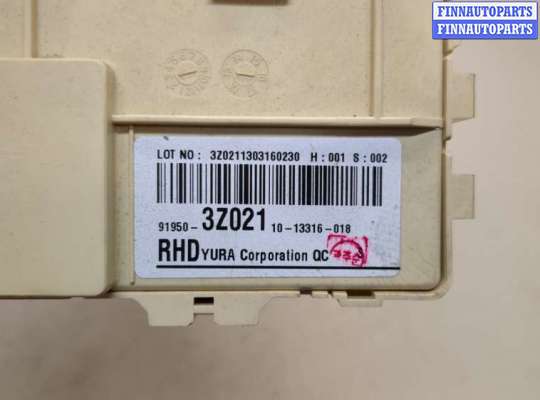 FINNAUTOPARTS
FINNAUTOPARTS
LOT NO : 3Z0211303160230 H : 001 S : 002
91950- 3Z021 10-13316-018
RHD YURA Corporation QC